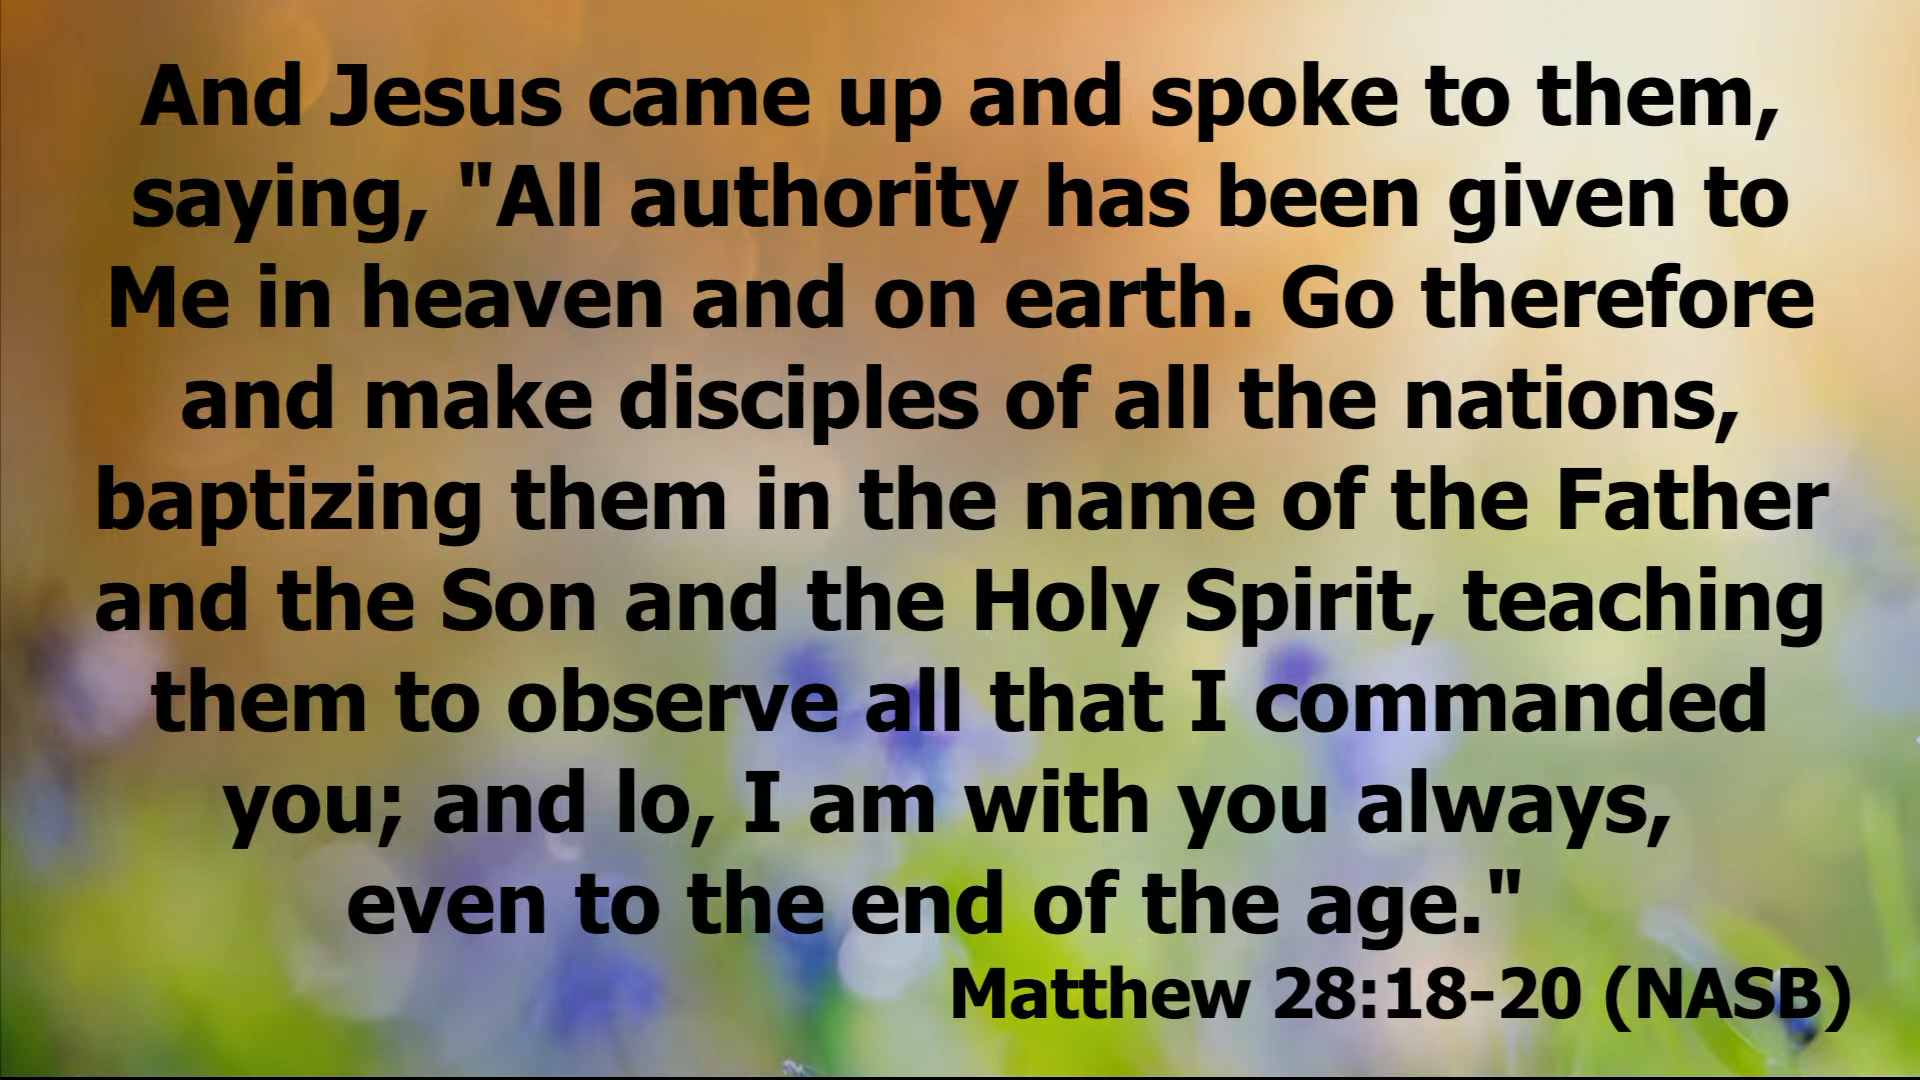 And Jesus came up and spoke to them,
saying, "All authority has been given to
Me in heaven and on earth. Go therefore
and make disciples of all the nations,
baptizing them in the name of the Father
and the Son and the Holy Spirit, teaching
them to observe all that I commanded
you; and lo, I am with you always,
even to the end of the age."
Matthew 28:18-20 (NASB)